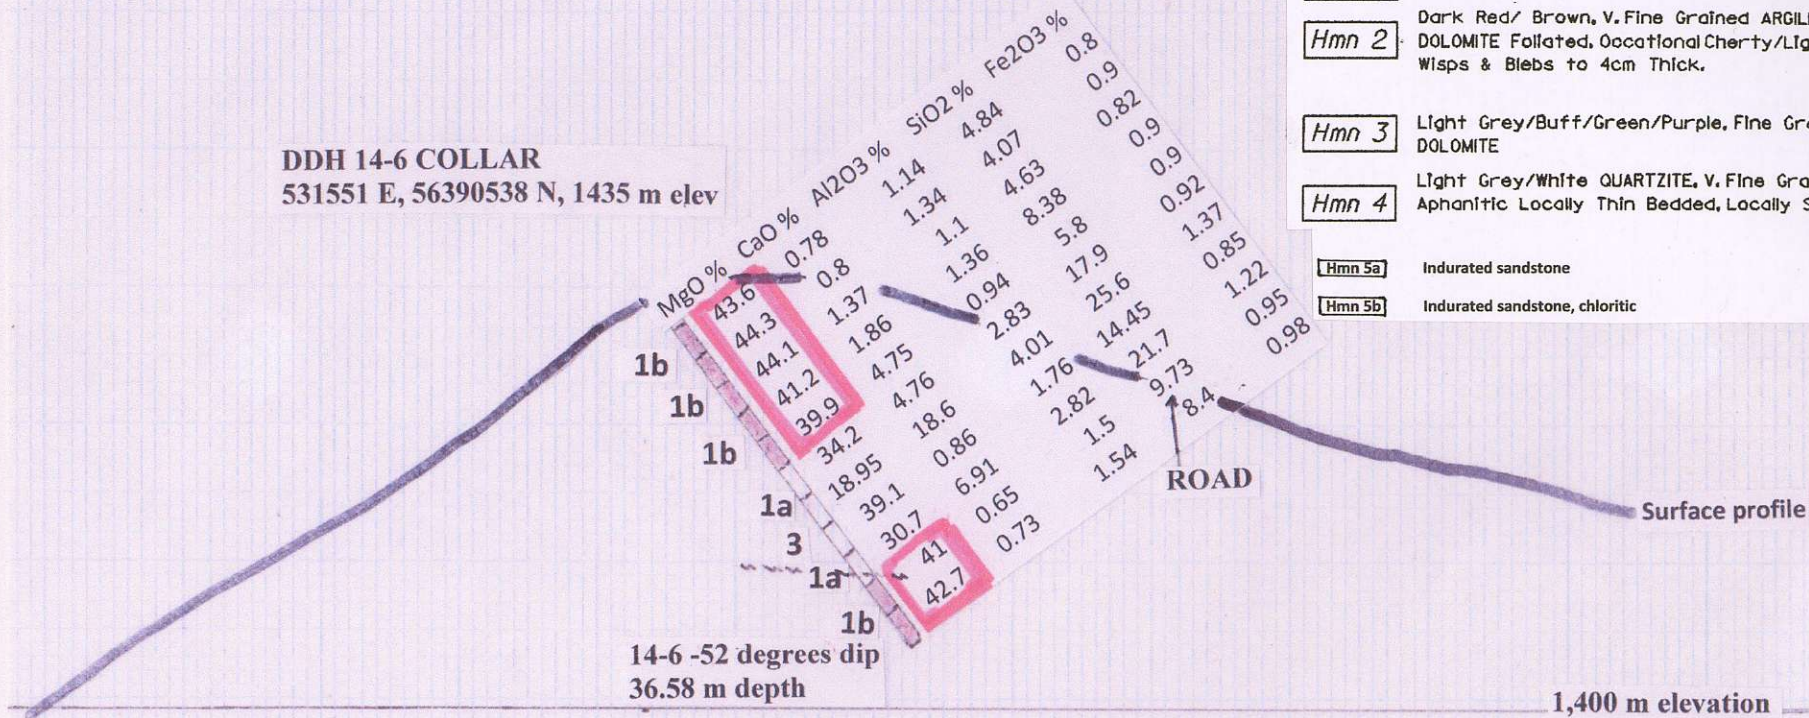 DDH 14-6 COLLAR
531551 E, 56390538 N, 1435 m elev
MgO % CaO % Al2O3 % SiO2 % Fe2O3 %
43.6 0.78 1.14 4.84 0.8
44.3 0.8 1.34 4.07 0.9
44.1 1.37 1.1 4.63 0.82
41.2 1.86 1.36 8.38 0.9
39.9 4.75 0.94 5.8 0.9
34.2 4.76 2.83 17.9 0.92
18.95 18.6 4.01 25.6 1.37
39.1 0.86 1.76 14.45 0.85
30.7 6.91 2.82 21.7 1.22
41 0.65 1.5 9.73 0.95
42.7 0.73 1.54 8.4 0.98
1b
1b
1b
1a
3
1a
1b
14-6 -52 degrees dip
36.58 m depth
ROAD
Surface profile
1,400 m elevation
Hmn 2 Dark Red/ Brown, V. Fine Grained ARGIL
DOLOMITE Foliated, Occational Cherty/Lig
Wisps & Blebs to 4cm Thick.
Hmn 3 Light Grey/Buff/Green/Purple, Fine Gr
DOLOMITE
Hmn 4 Light Grey/White QUARTZITE, V. Fine Gra
Aphanitic Locally Thin Bedded, Locally S
Hmn 5a Indurated sandstone
Hmn 5b Indurated sandstone, chloritic